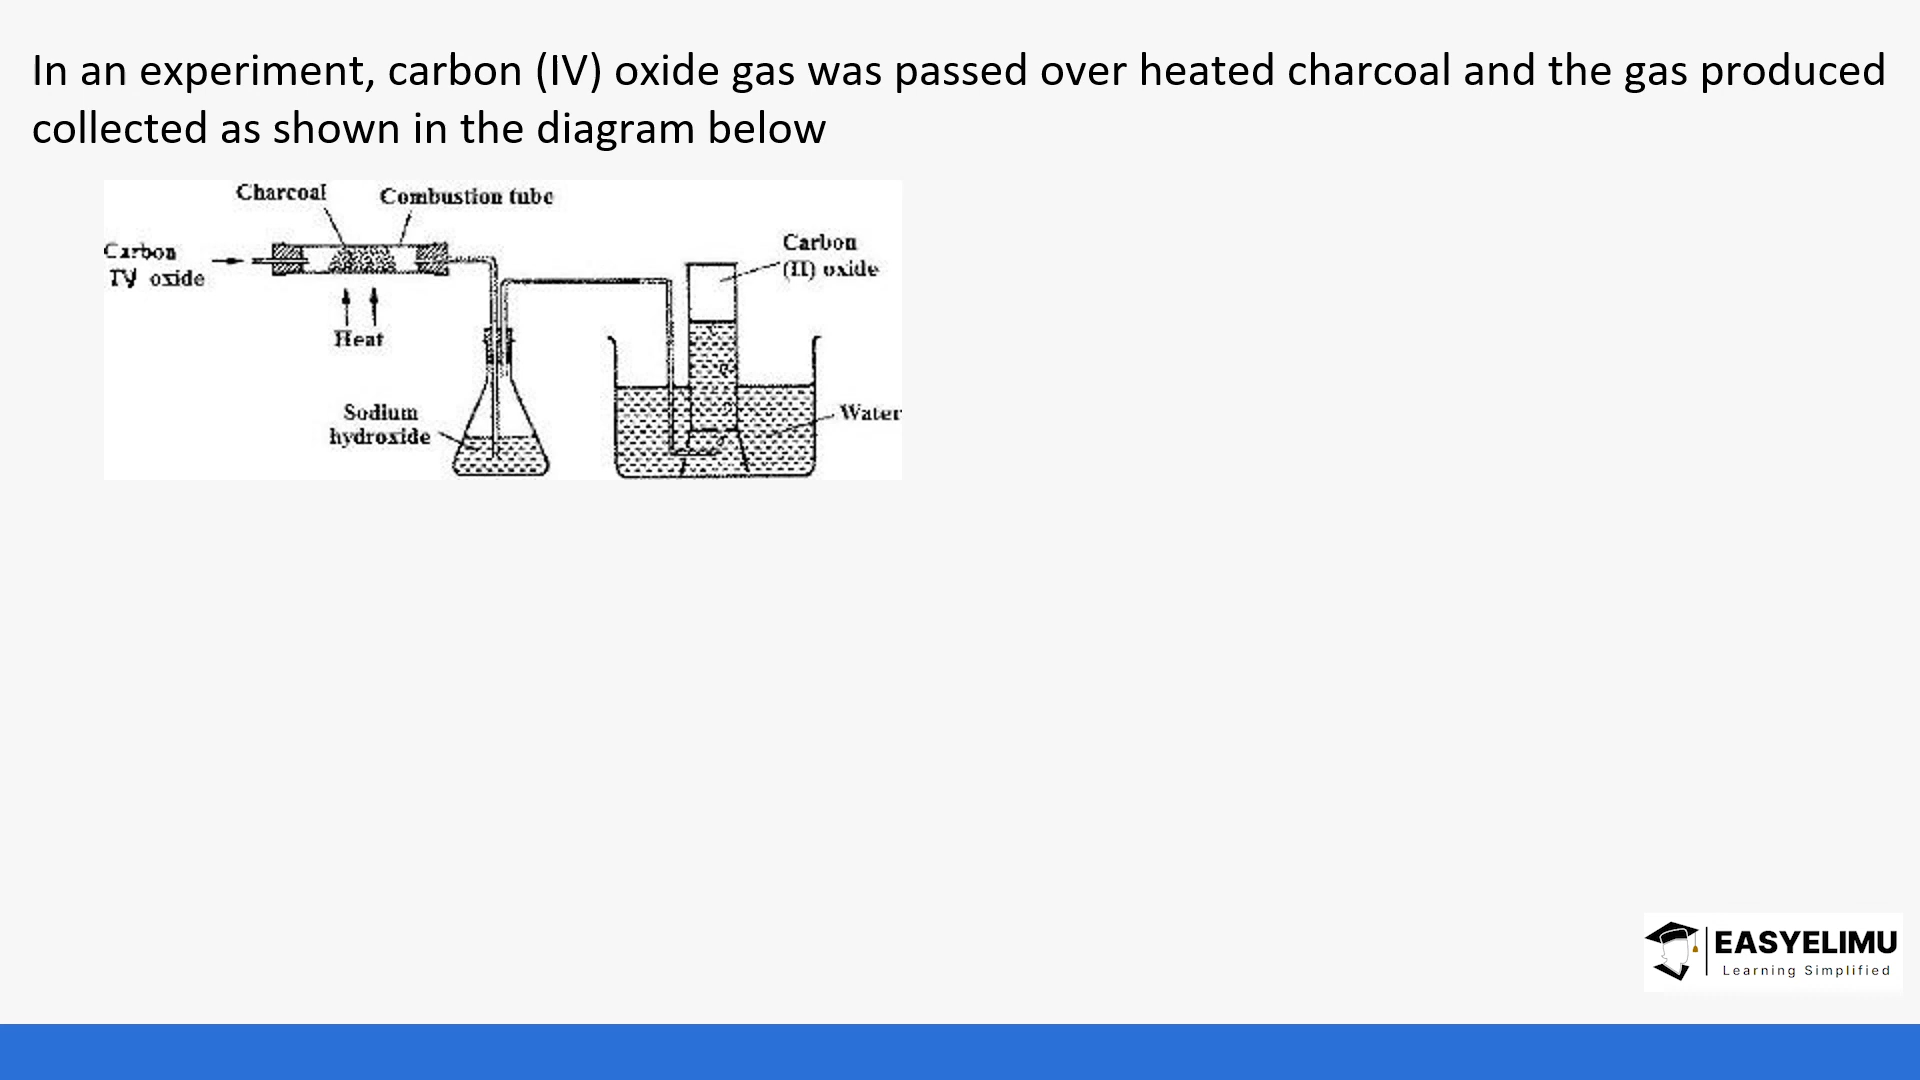 In an experiment, carbon (IV) oxide gas was passed over heated charcoal and the gas produced
collected as shown in the diagram below
Charcoal
Combustion tube
Carbon
IV oxide
Heat
Carbon
(II) oxide
Sodium
hydroxide
Water
EASYELIMU
Learning Simplified